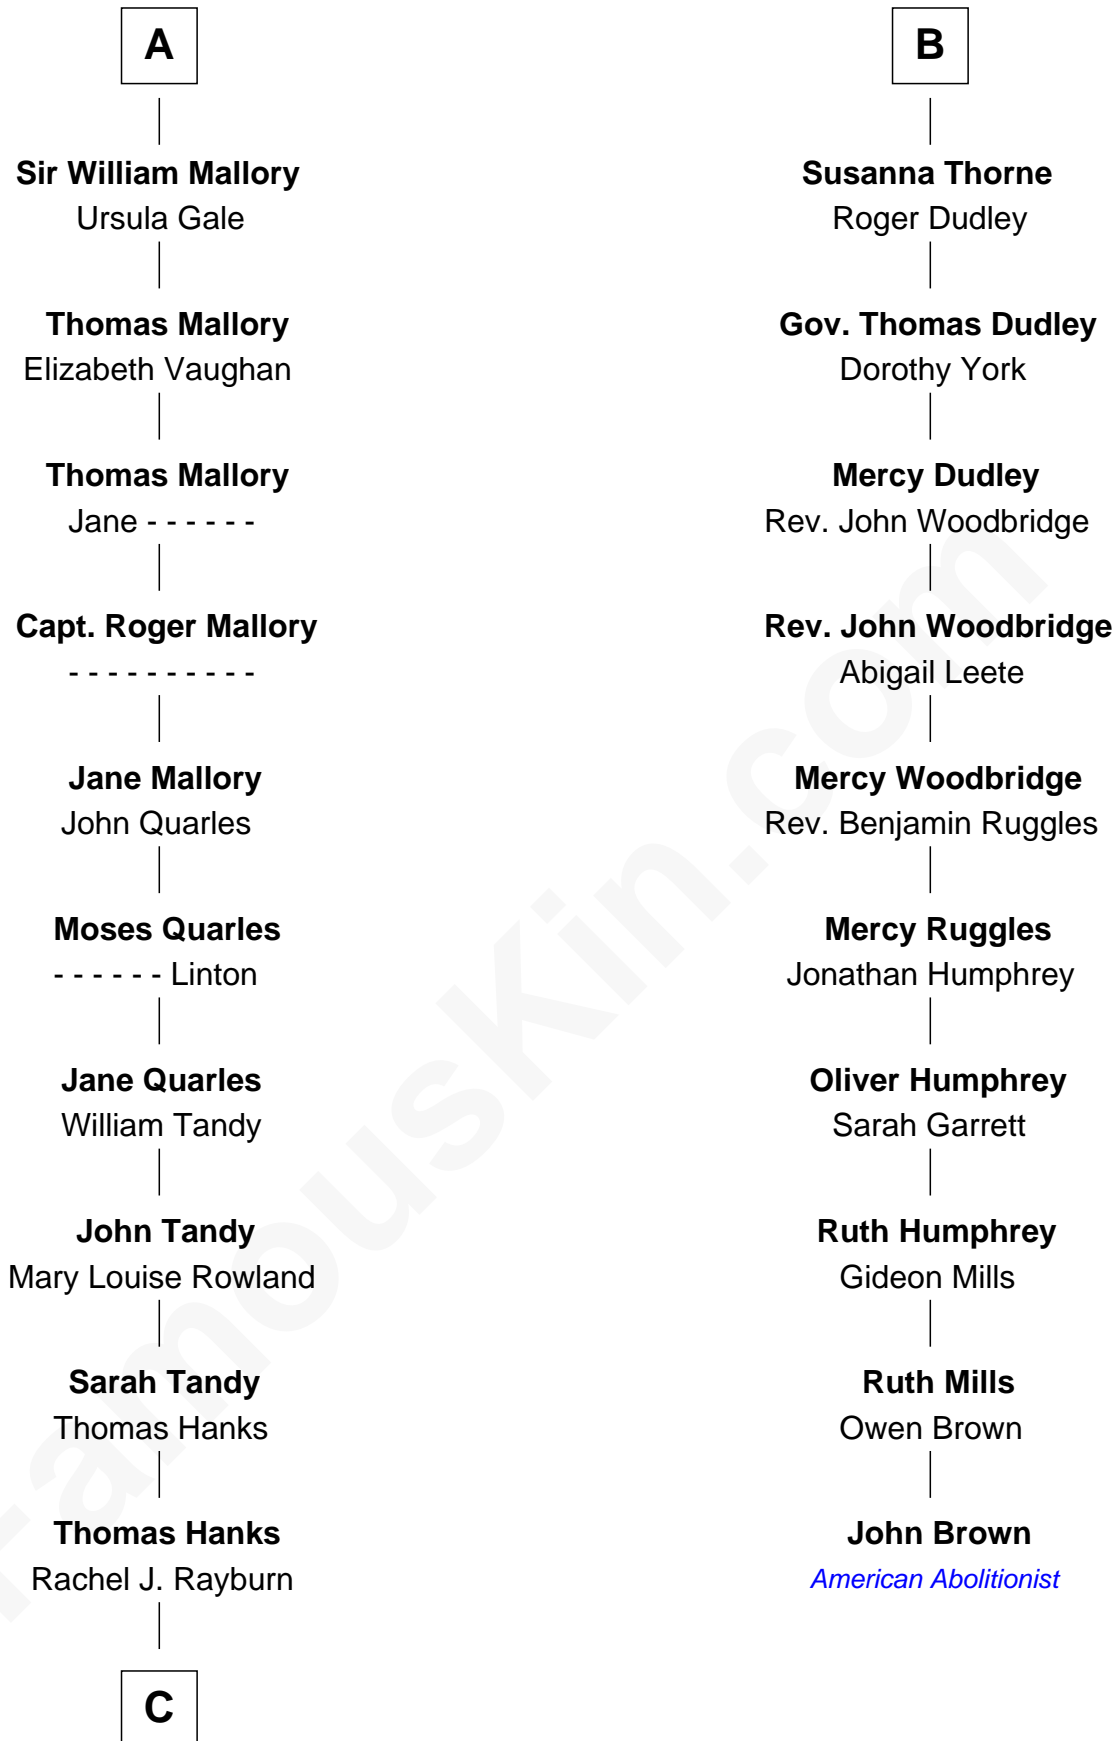 A
Sir William Mallory
Ursula Gale
Thomas Mallory
Elizabeth Vaughan
Thomas Mallory
Jane - - - - - -
Capt. Roger Mallory
- - - - - - - - - -
Jane Mallory
John Quarles
Moses Quarles
- - - - - - Linton
Jane Quarles
William Tandy
John Tandy
Mary Louise Rowland
Sarah Tandy
Thomas Hanks
Thomas Hanks
Rachel J. Rayburn
C
B
Susanna Thorne
Roger Dudley
Gov. Thomas Dudley
Dorothy York
Mercy Dudley
Rev. John Woodbridge
Rev. John Woodbridge
Abigail Leete
Mercy Woodbridge
Rev. Benjamin Ruggles
Mercy Ruggles
Jonathan Humphrey
Oliver Humphrey
Sarah Garrett
Ruth Humphrey
Gideon Mills
Ruth Mills
Owen Brown
John Brown
American Abolitionist
FamousKin.com